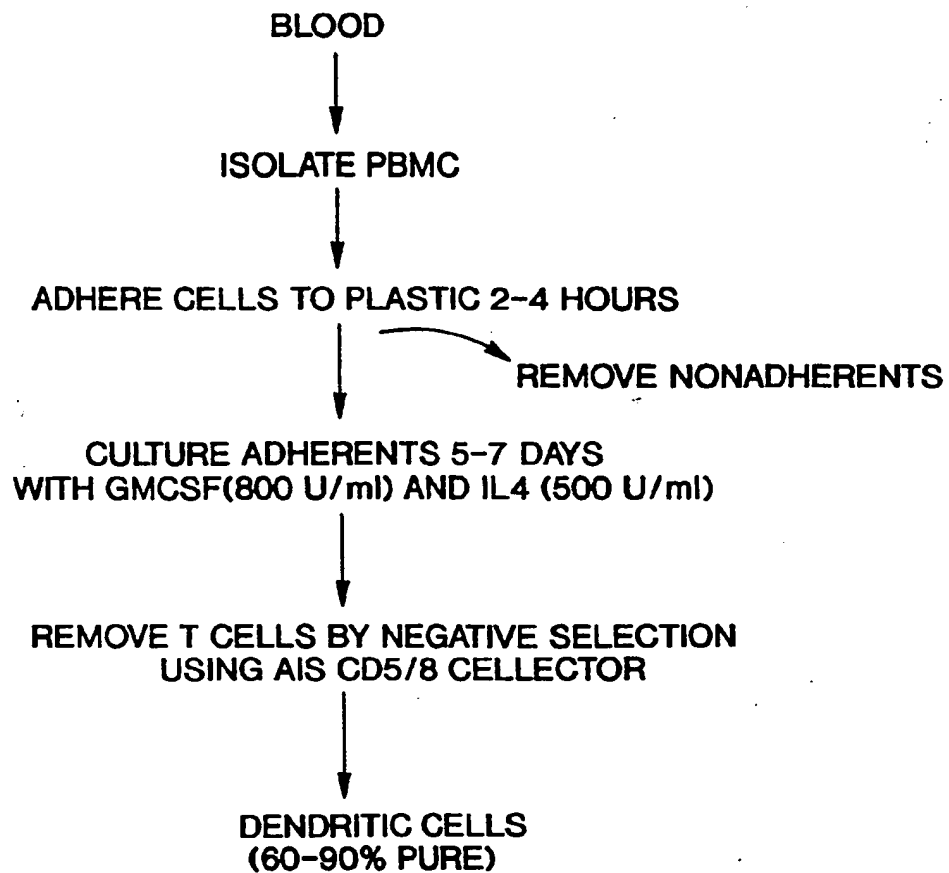 BLOOD
ISOLATE PBMC
ADHERE CELLS TO PLASTIC 2-4 HOURS
REMOVE NONADHERENTS
CULTURE ADHERENTS 5-7 DAYS
WITH GMCSF(800 U/ml) AND IL4 (500 U/ml)
REMOVE T CELLS BY NEGATIVE SELECTION
USING AIS CD5/8 CELLECTOR
DENDRITIC CELLS
(60-90% PURE)